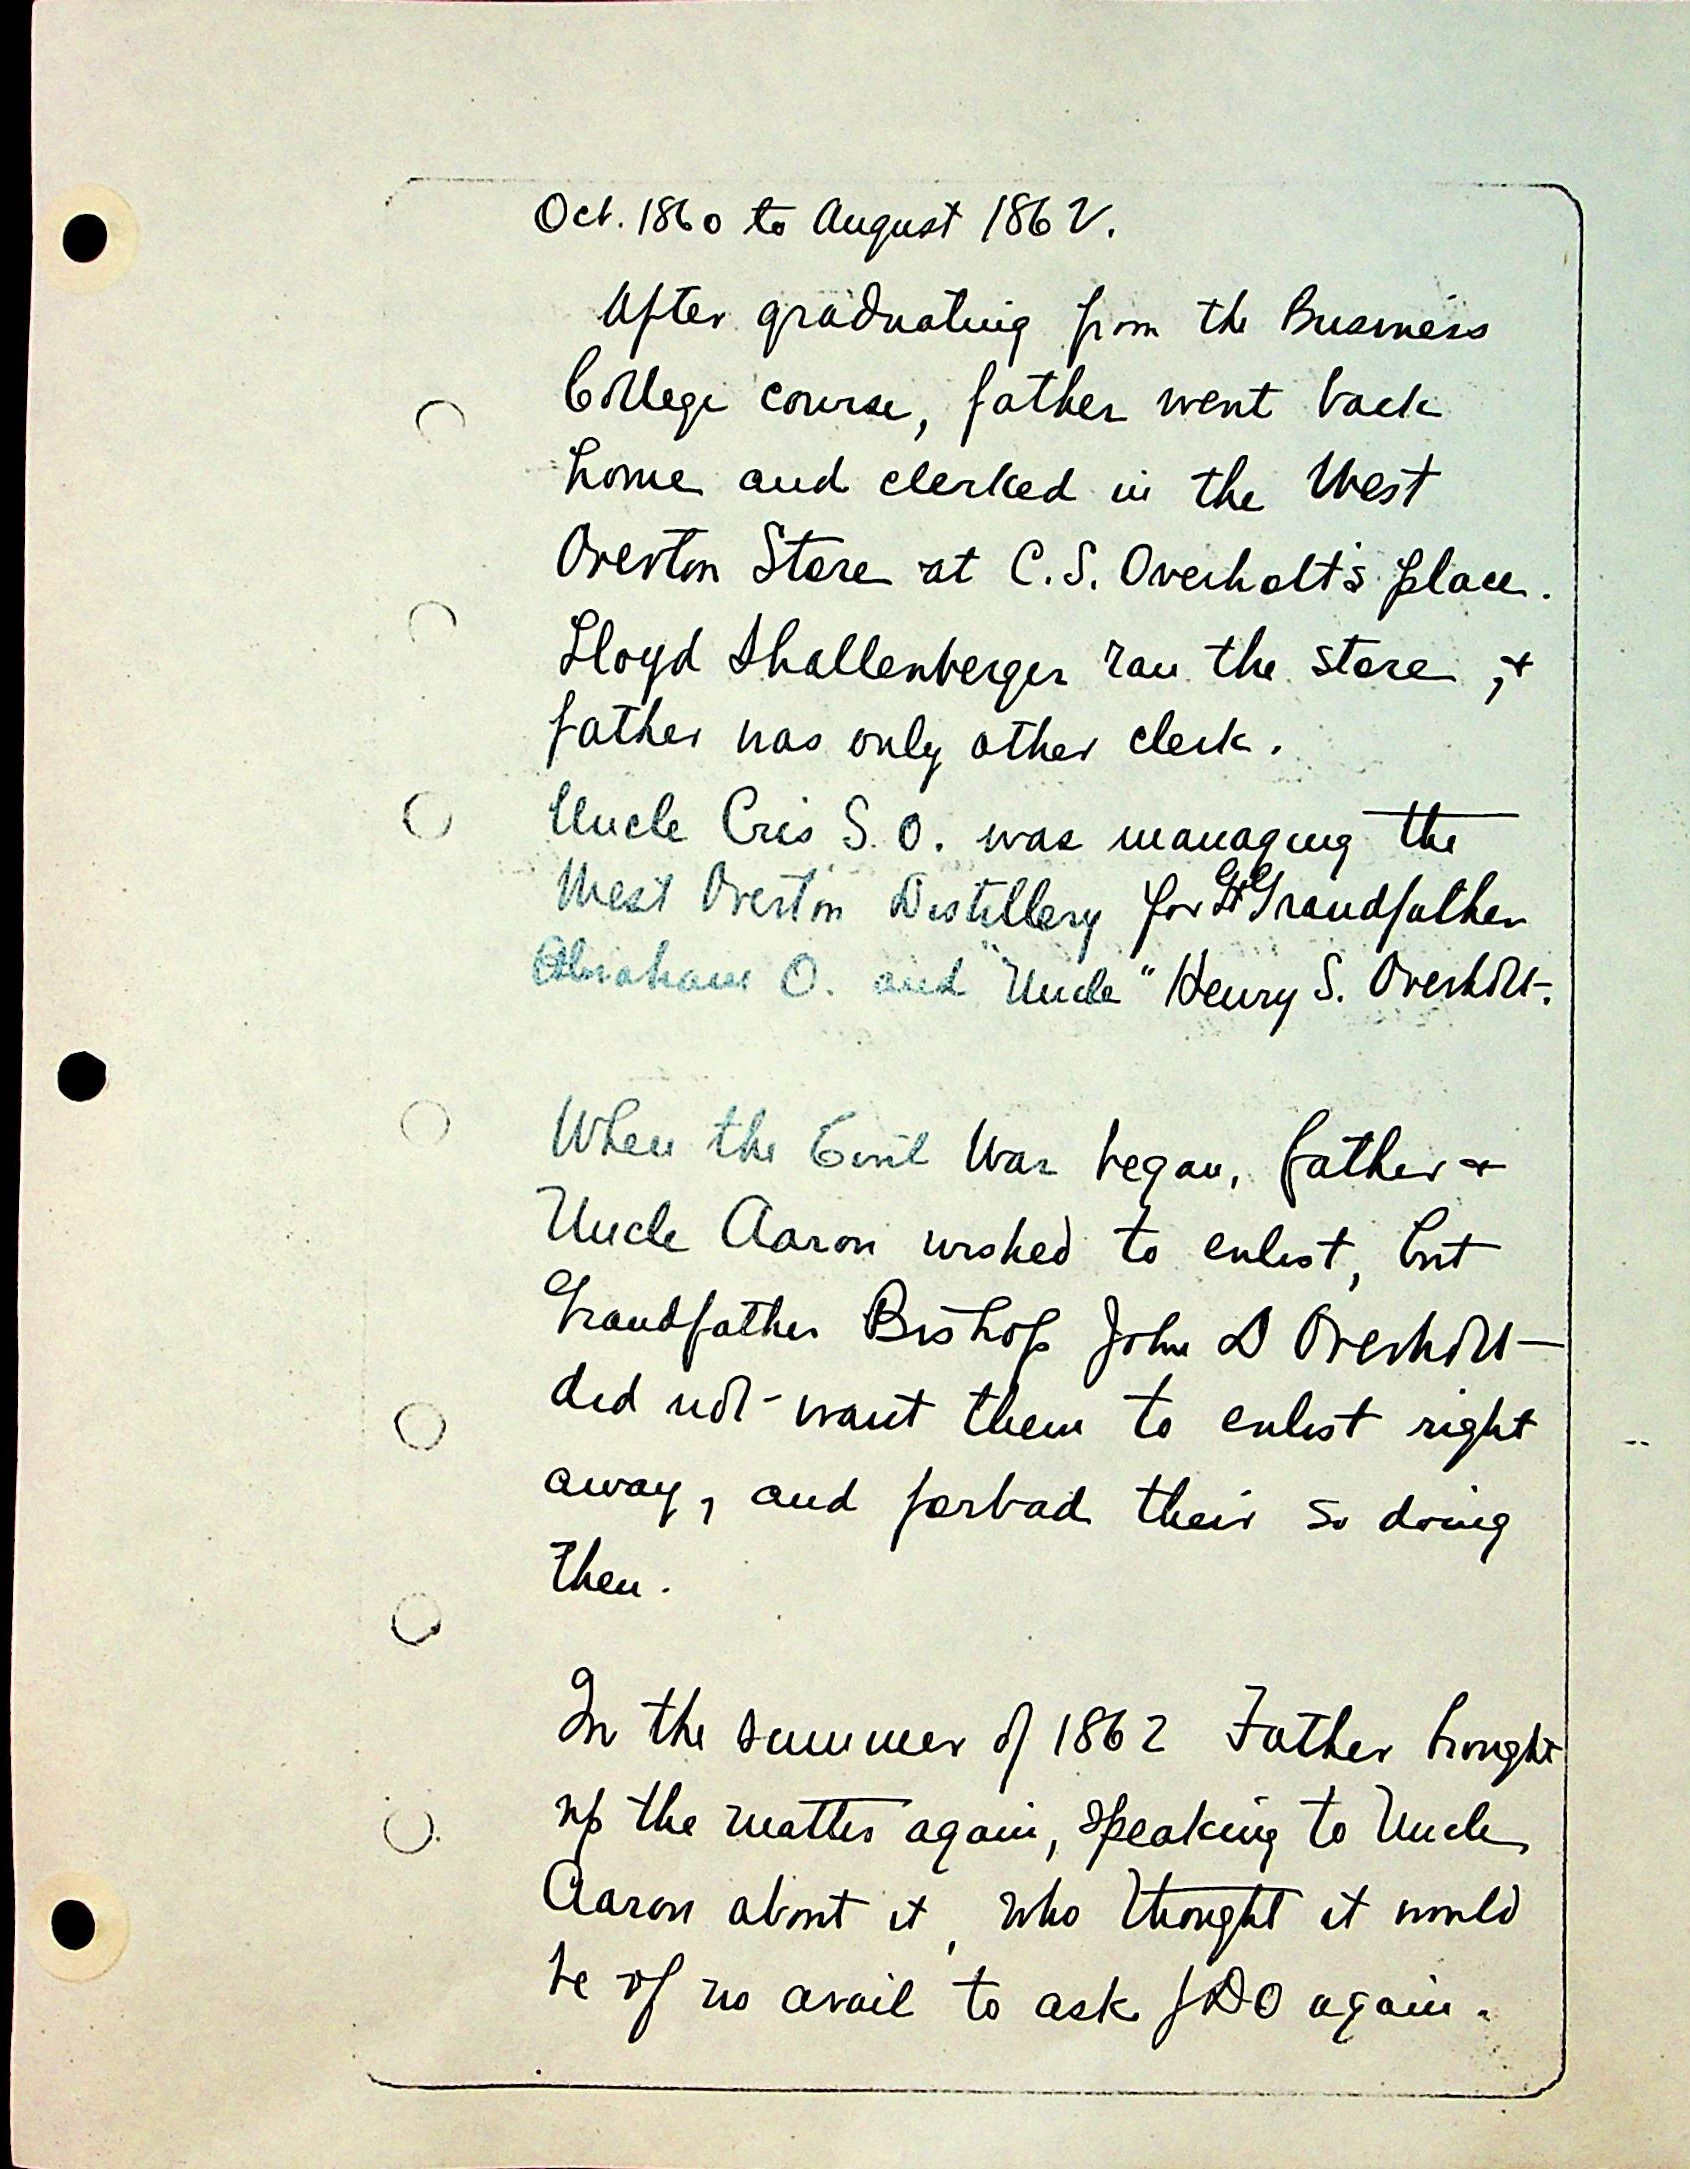 Oct. 1860 to August 1862.
After graduating from the Business
College course, father went back
home and clerked in the West
Overton Store at C.S. Overholt's place.
Lloyd Shallenberger ran the store, &
father was only other clerk.
Uncle Cris S. O. was managing the
West Overton Distillery for Gt Grandfather
Abraham O. and "Uncle" Henry S. Overholt.
When the Civil War began, father &
Uncle Aaron wished to enlist, but
Grandfather Bishop John D Overholt
did not want them to enlist right
away, and forbad their so doing
then.
In the summer of 1862 Father brought
up the matter again, speaking to Uncle
Aaron about it, who thought it would
be of no avail to ask JDO again.